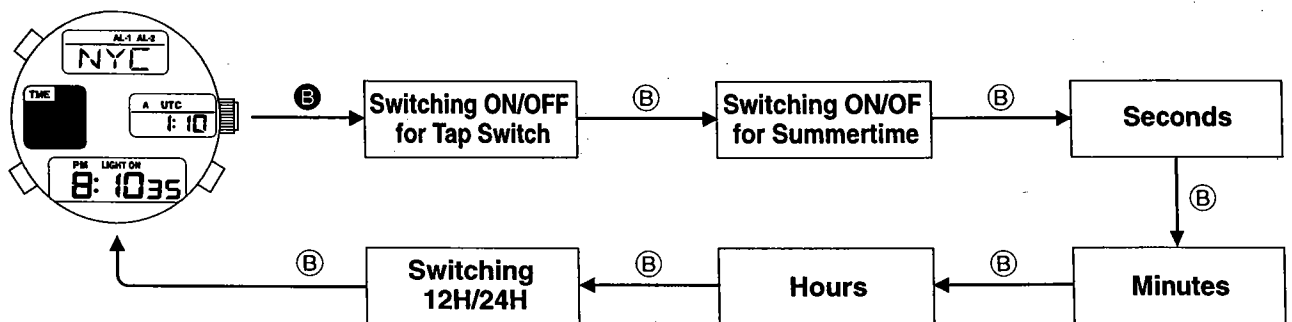 AL-1 AL-2
NYC
TME
A UTC
1:10
PM LIGHT ON
8:10 35
B
Switching ON/OFF
for Tap Switch
B
Switching ON/OF
for Summertime
B
Seconds
B
Minutes
B
Hours
B
Switching
12H/24H
B